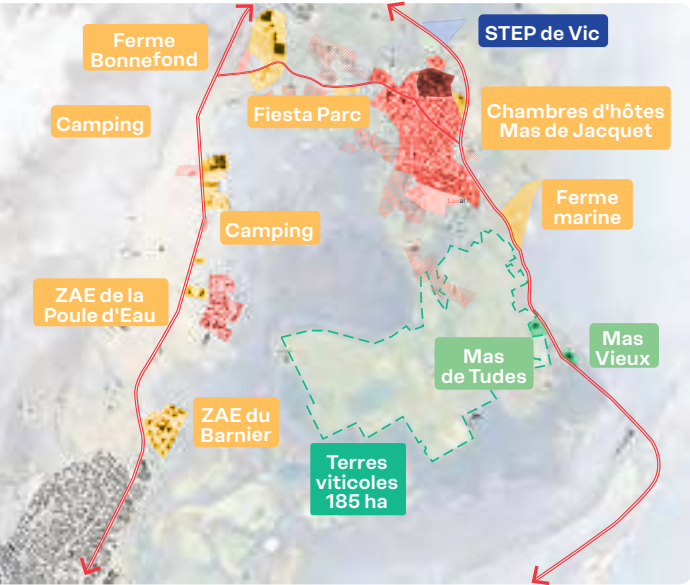 Ferme
Bonnefond
STEP de Vic
Camping
Fiesta Parc
Chambres d'hôtes
Mas de Jacquet
Ferme
marine
Camping
ZAE de la
Poule d'Eau
Mas
de Tudes
Mas
Vieux
ZAE du
Barnier
Terres
viticoles
185 ha